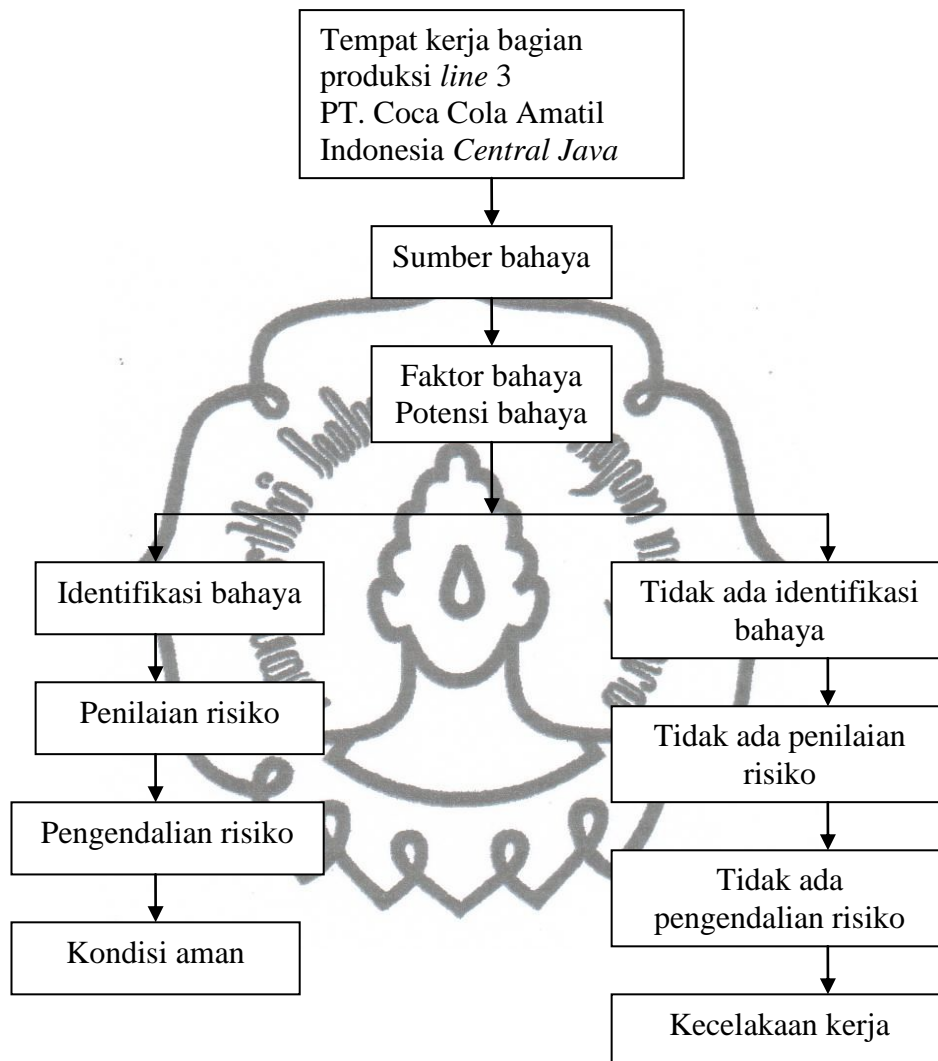 Tempat kerja bagian
produksi line 3
PT. Coca Cola Amatil
Indonesia Central Java
Sumber bahaya
Faktor bahaya
Potensi bahaya
Identifikasi bahaya
Tidak ada identifikasi
bahaya
Penilaian risiko
Tidak ada penilaian
risiko
Pengendalian risiko
Tidak ada
pengendalian risiko
Kondisi aman
Kecelakaan kerja